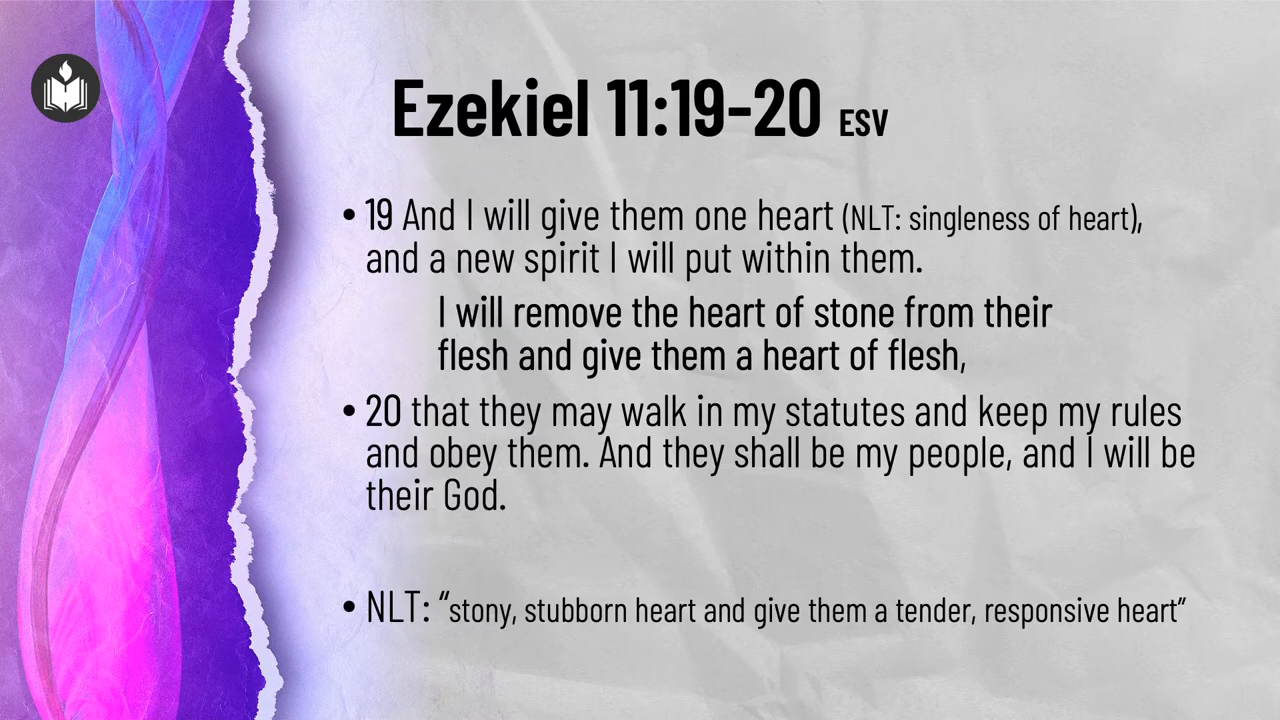 Ezekiel 11:19-20 ESV
• 19 And I will give them one heart (NLT: singleness of heart),
and a new spirit I will put within them.
I will remove the heart of stone from their
flesh and give them a heart of flesh,
• 20 that they may walk in my statutes and keep my rules
and obey them. And they shall be my people, and I will be
their God.
• NLT: “stony, stubborn heart and give them a tender, responsive heart”